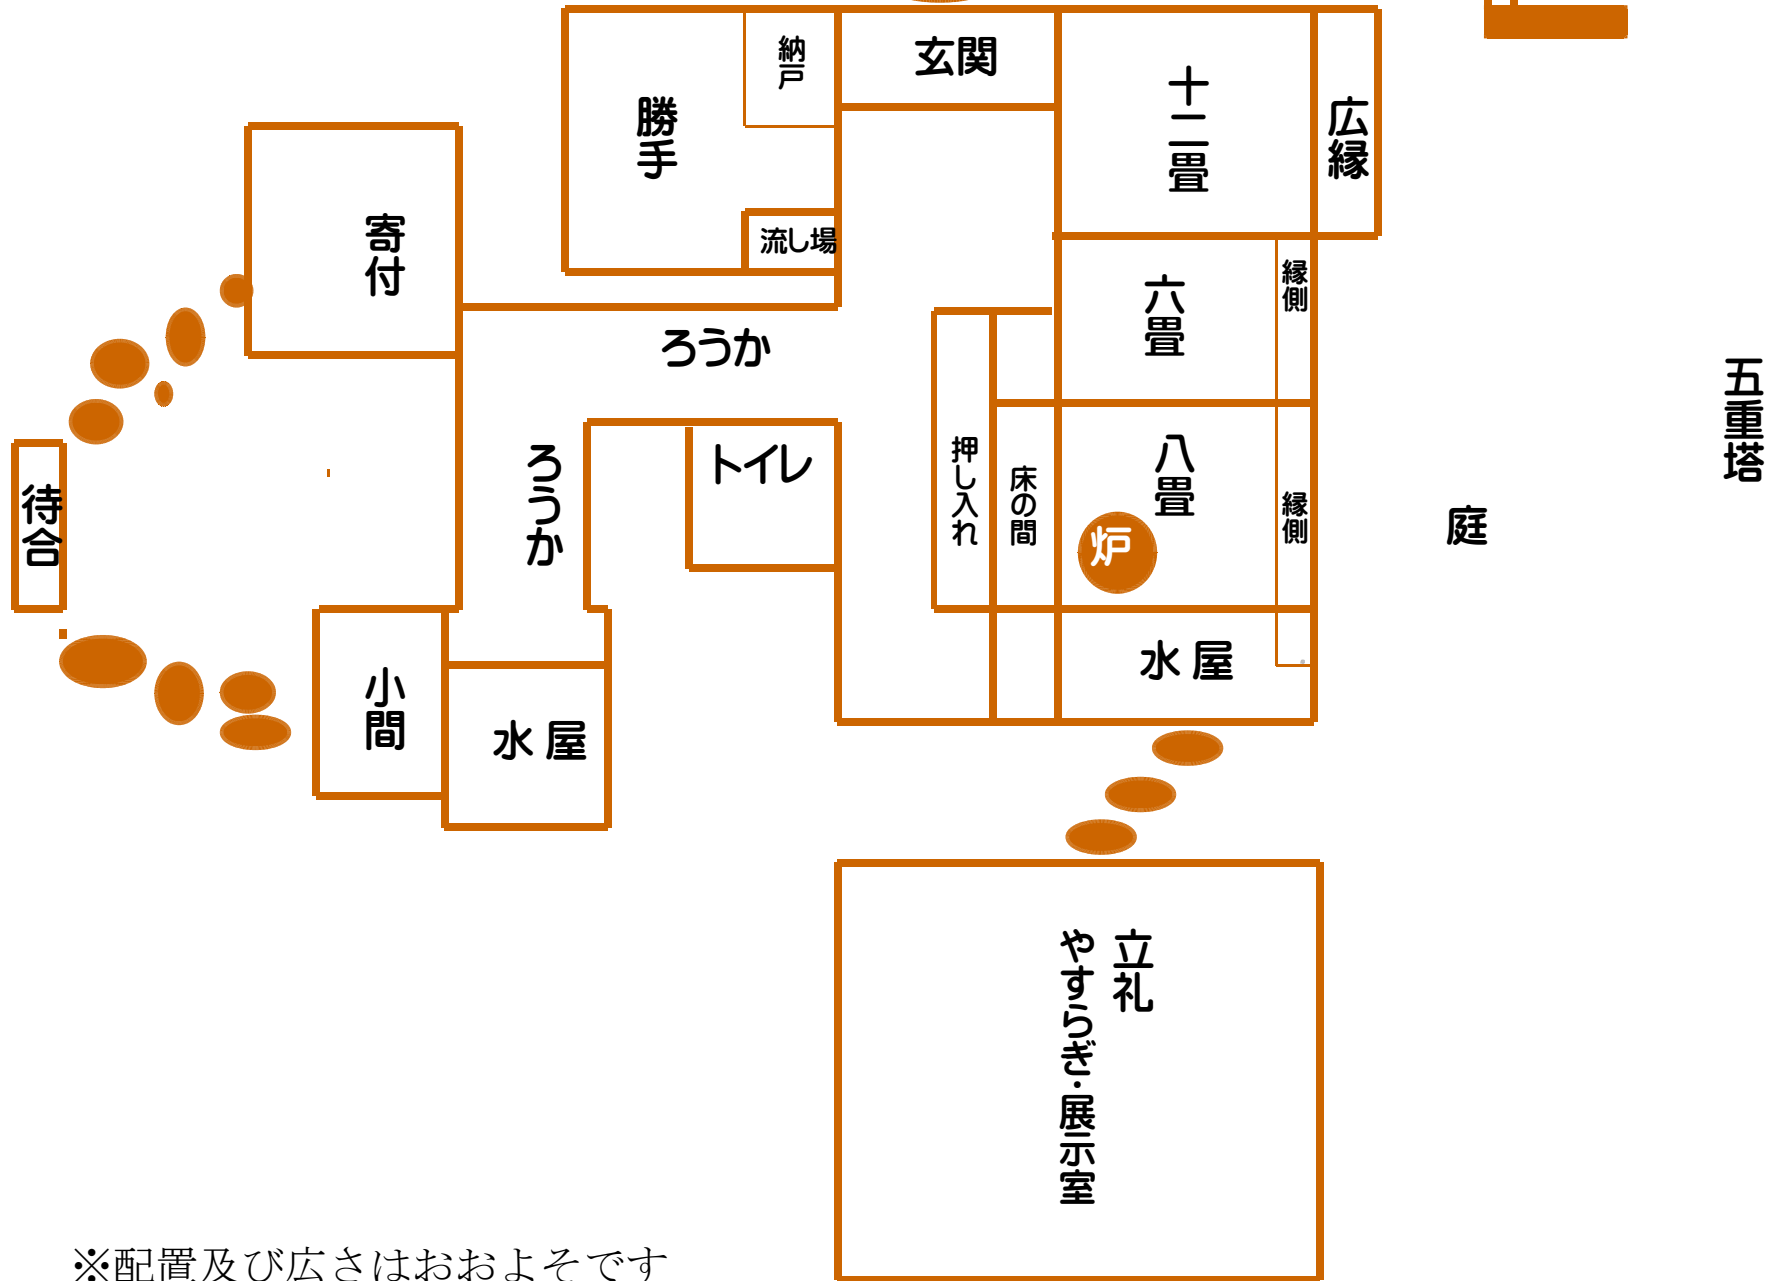 玄関
納戸
勝手
十二畳
広縁
寄付
流し場
ろうか
六畳
縁側
五重塔
ろうか
トイレ
押し入れ
床の間
八畳
炉
縁側
庭
待合
水屋
小間
水屋
立礼
やすらぎ・展示室
※配置及び広さはおおよそです